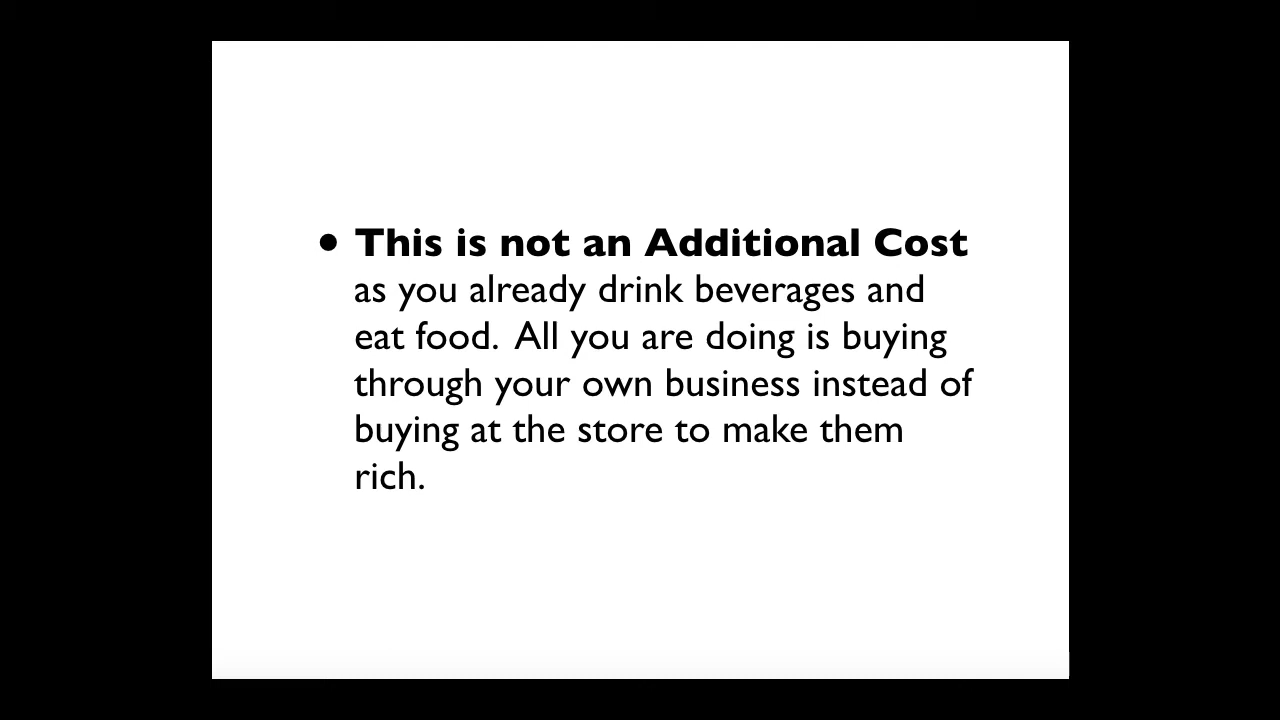 • This is not an Additional Cost
as you already drink beverages and
eat food.  All you are doing is buying
through your own business instead of
buying at the store to make them
rich.